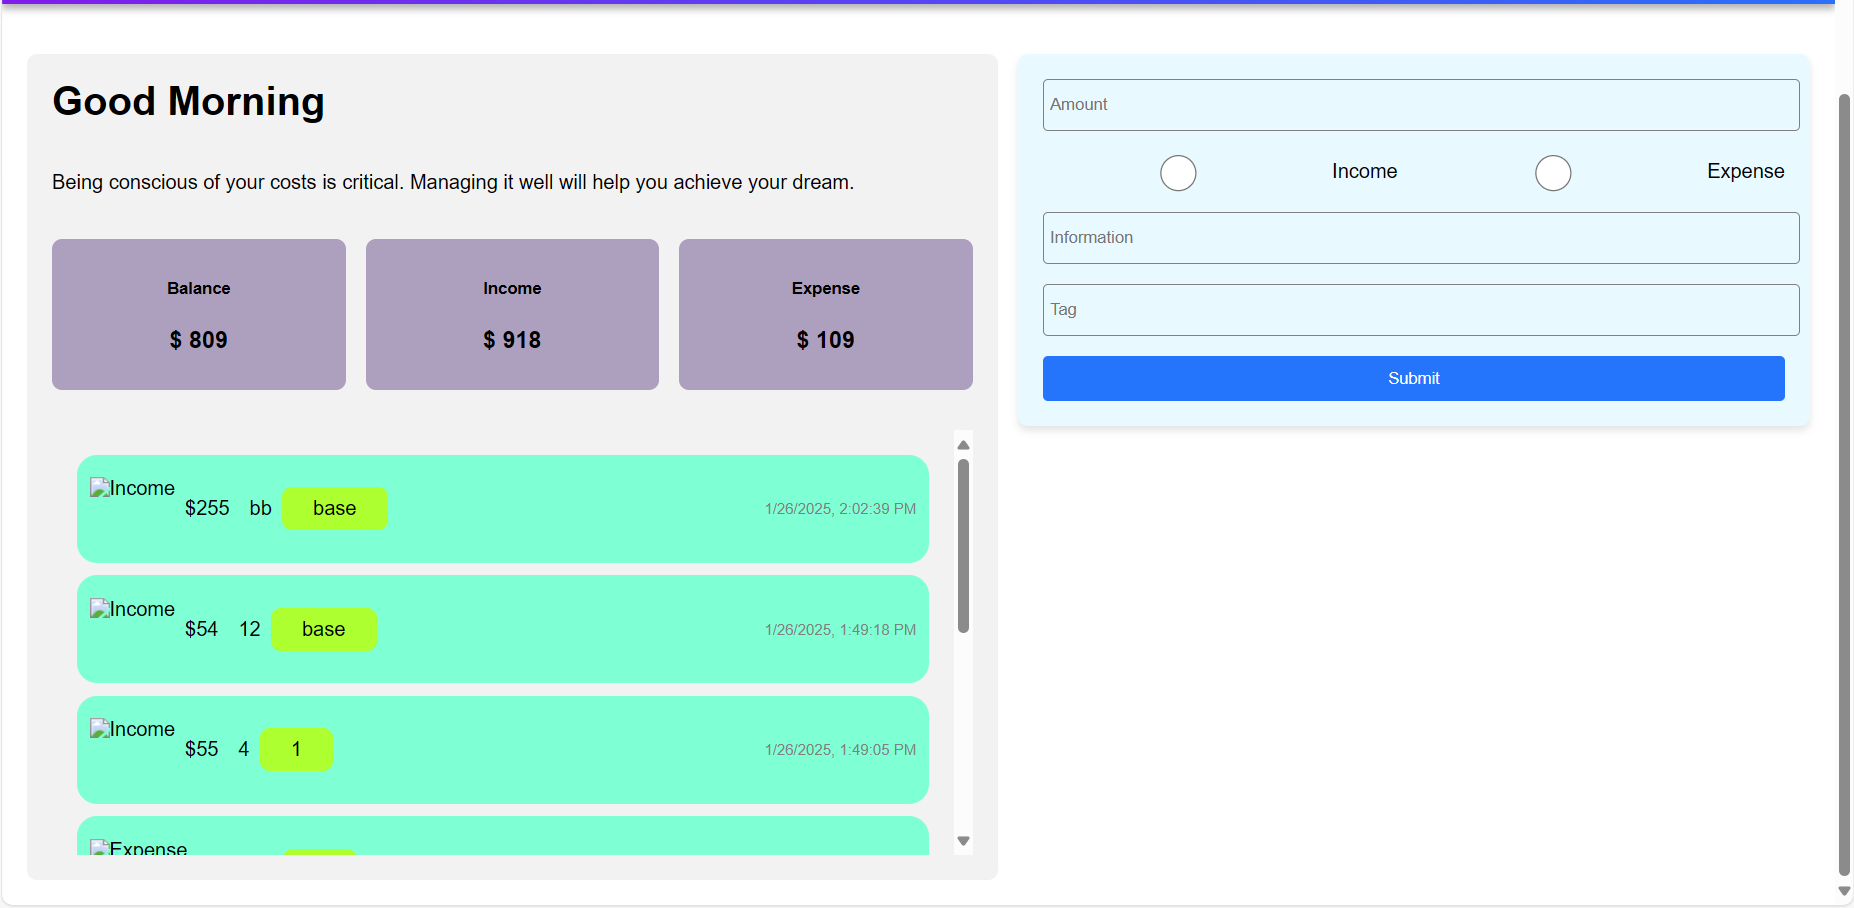 Good Morning
Being conscious of your costs is critical. Managing it well will help you achieve your dream.
Balance
$ 809
Income
$ 918
Expense
$ 109
Income $255 bb base 1/26/2025, 2:02:39 PM
Income $54 12 base 1/26/2025, 1:49:18 PM
Income $55 4 1 1/26/2025, 1:49:05 PM
Expense
Amount
Income Expense
Information
Tag
Submit